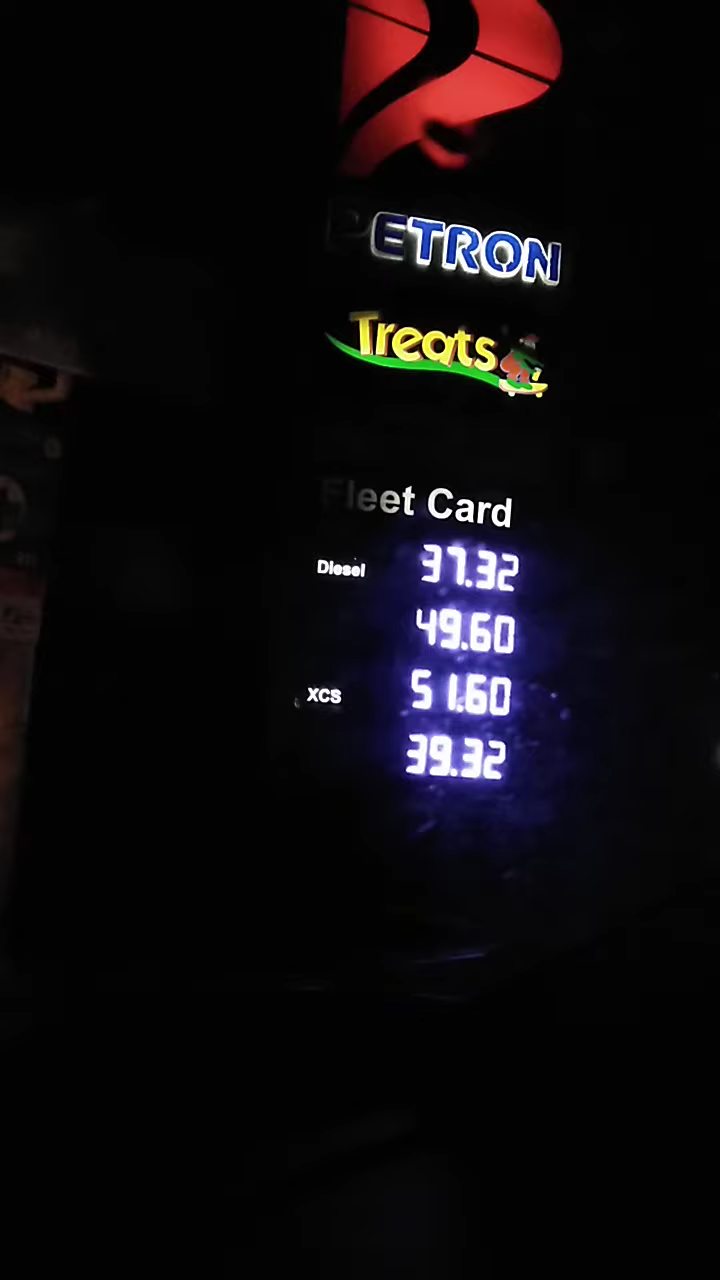 PETRON
Treats
Fleet Card
Diesel 37.32
49.60
XCS 51.60
39.32